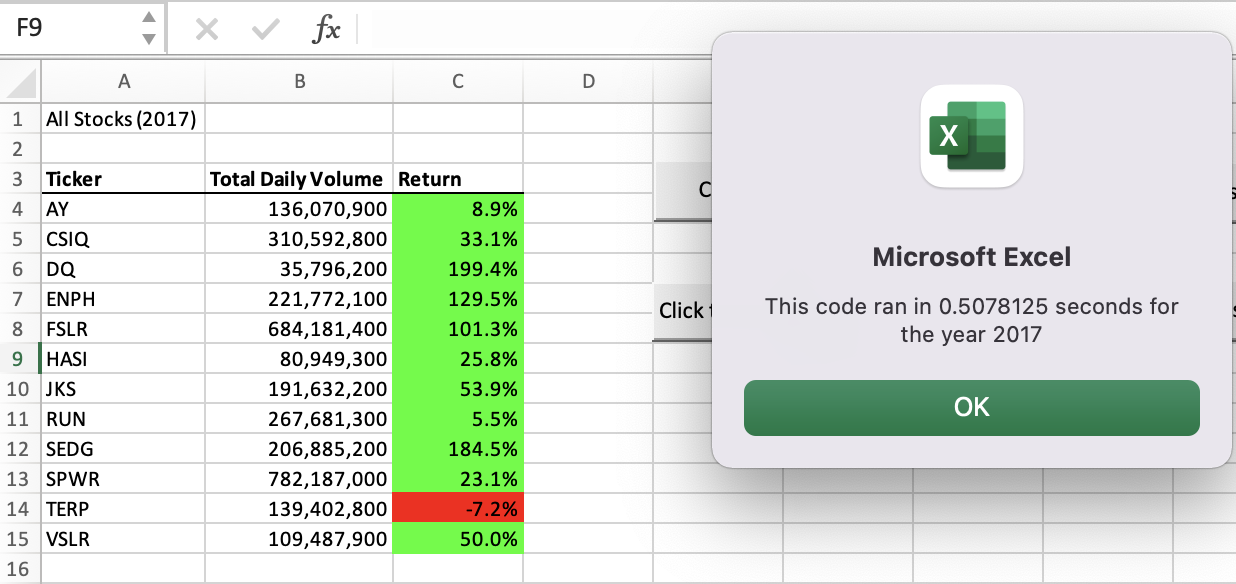 F9 fx
A B C D
1 All Stocks (2017)
2
3 Ticker Total Daily Volume Return
4 AY 136,070,900 8.9%
5 CSIQ 310,592,800 33.1%
6 DQ 35,796,200 199.4%
7 ENPH 221,772,100 129.5%
8 FSLR 684,181,400 101.3%
9 HASI 80,949,300 25.8%
10 JKS 191,632,200 53.9%
11 RUN 267,681,300 5.5%
12 SEDG 206,885,200 184.5%
13 SPWR 782,187,000 23.1%
14 TERP 139,402,800 -7.2%
15 VSLR 109,487,900 50.0%
16
Click
X
Microsoft Excel
This code ran in 0.5078125 seconds for
the year 2017
OK